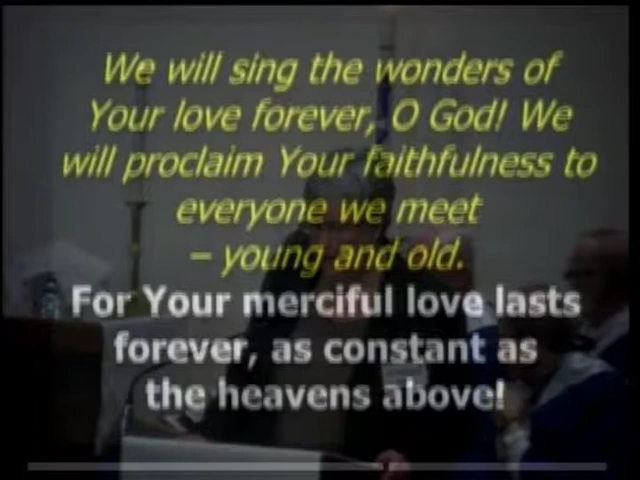 We will sing the wonders of
Your love forever, O God! We
will proclaim Your faithfulness to
everyone we meet
– young and old.
For Your merciful love lasts
forever, as constant as
the heavens above!